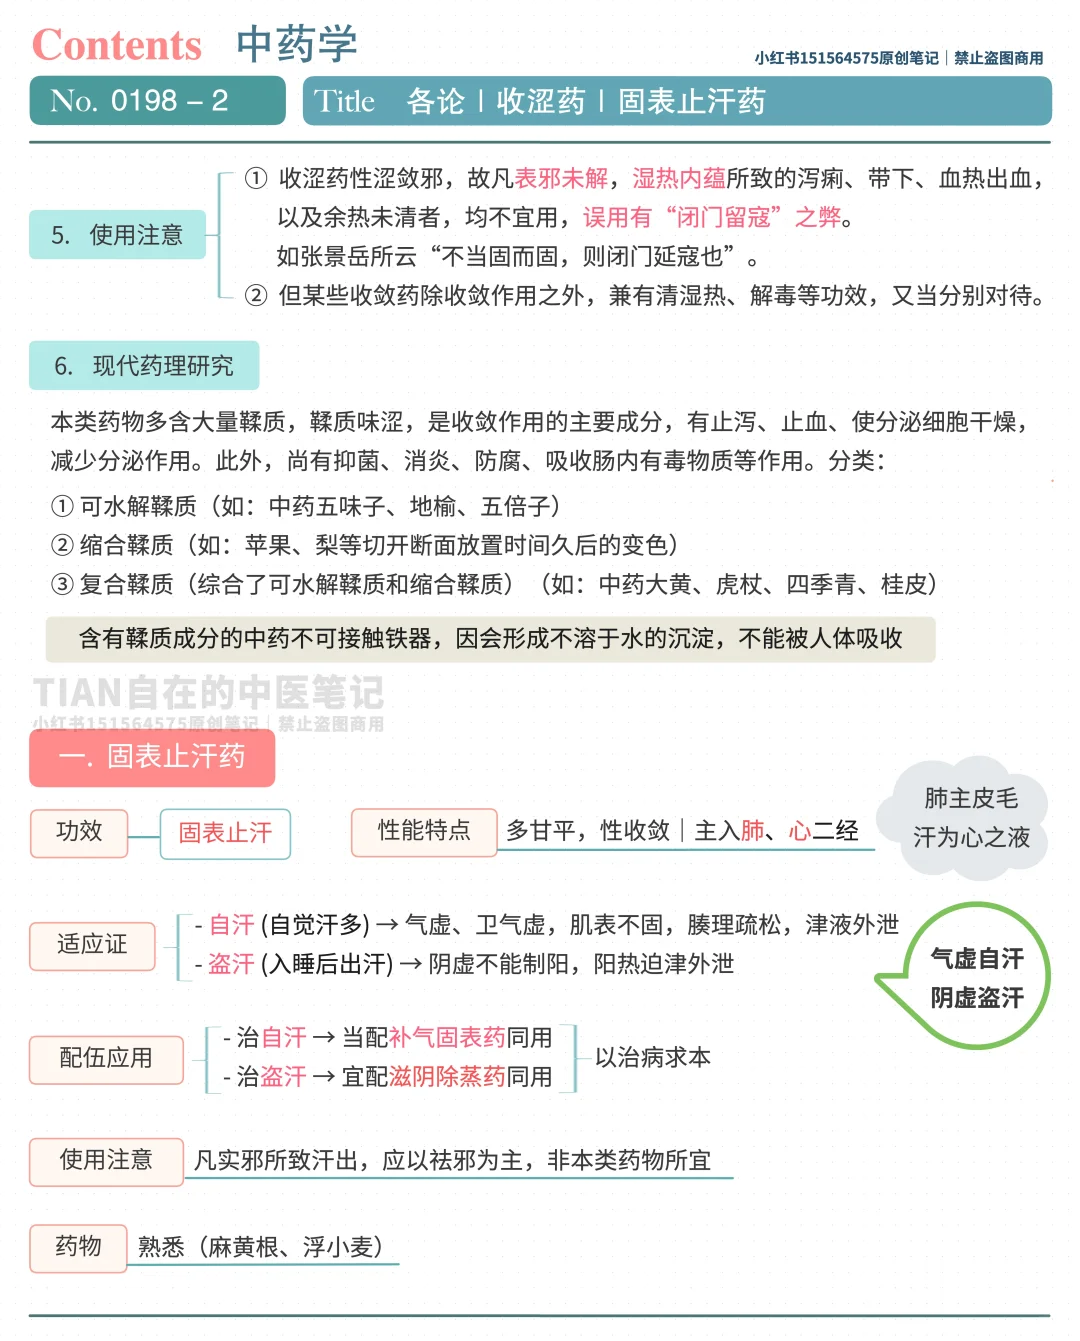 Contents 中药学
小红书151564575原创笔记｜禁止盗图商用
No. 0198 – 2
Title 各论｜收涩药｜固表止汗药
5. 使用注意
① 收涩药性涩敛邪，故凡表邪未解，湿热内蕴所致的泻痢、带下、血热出血，
以及余热未清者，均不宜用，误用有“闭门留寇”之弊。
如张景岳所云“不当固而固，则闭门延寇也”。
② 但某些收敛药除收敛作用之外，兼有清湿热、解毒等功效，又当分别对待。
6. 现代药理研究
本类药物多含大量鞣质，鞣质味涩，是收敛作用的主要成分，有止泻、止血、使分泌细胞干燥，
减少分泌作用。此外，尚有抑菌、消炎、防腐、吸收肠内有毒物质等作用。分类：
① 可水解鞣质（如：中药五味子、地榆、五倍子）
② 缩合鞣质（如：苹果、梨等切开断面放置时间久后的变色）
③ 复合鞣质（综合了可水解鞣质和缩合鞣质）（如：中药大黄、虎杖、四季青、桂皮）
含有鞣质成分的中药不可接触铁器，因会形成不溶于水的沉淀，不能被人体吸收
TIAN自在的中医笔记
小红书151564575原创笔记｜禁止盗图商用
一. 固表止汗药
功效
固表止汗
性能特点
多甘平，性收敛｜主入肺、心二经
肺主皮毛
汗为心之液
适应证
- 自汗 (自觉汗多) → 气虚、卫气虚，肌表不固，腠理疏松，津液外泄
- 盗汗 (入睡后出汗) → 阴虚不能制阳，阳热迫津外泄
气虚自汗
阴虚盗汗
配伍应用
- 治自汗 → 当配补气固表药同用
- 治盗汗 → 宜配滋阴除蒸药同用
以治病求本
使用注意
凡实邪所致汗出，应以祛邪为主，非本类药物所宜
药物
熟悉（麻黄根、浮小麦）